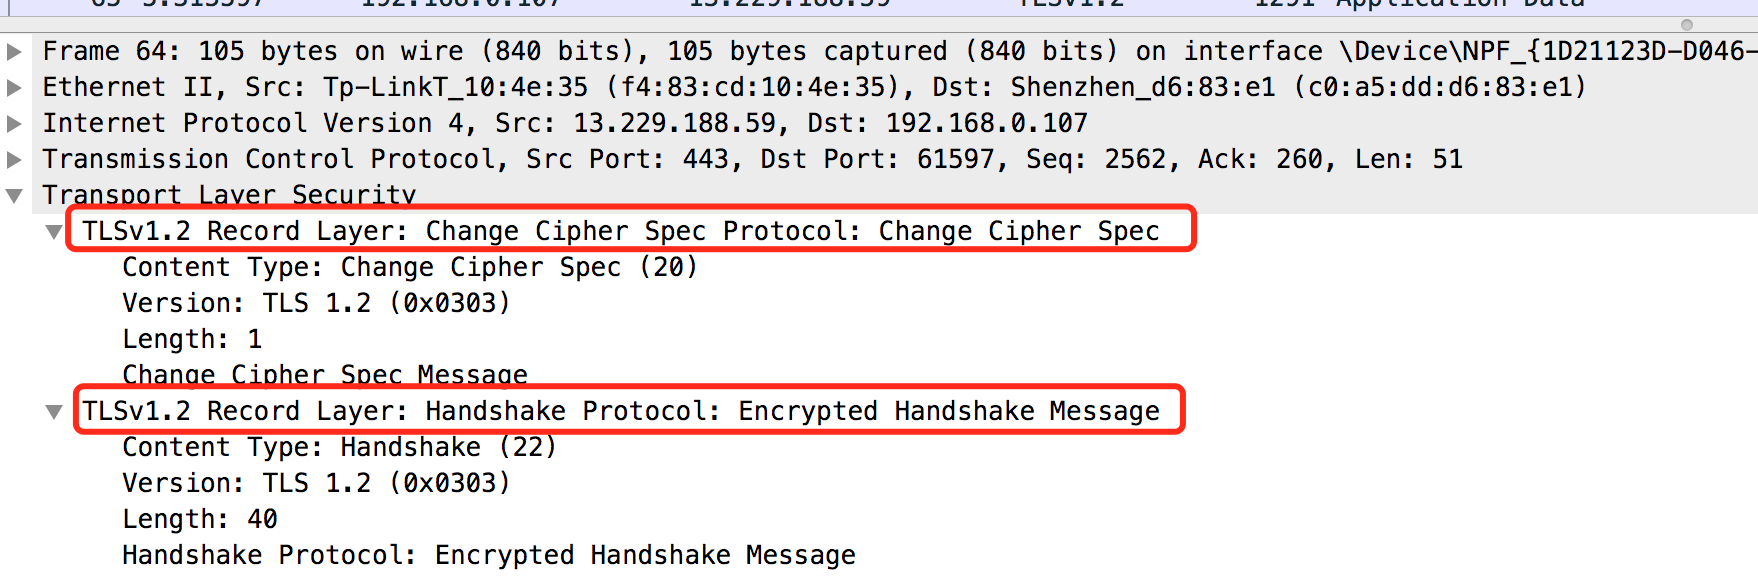 63 5.313397 192.168.0.107 13.229.188.59 TLSv1.2 1291 Application Data
Frame 64: 105 bytes on wire (840 bits), 105 bytes captured (840 bits) on interface \Device\NPF_{1D21123D-D046-
Ethernet II, Src: Tp-LinkT_10:4e:35 (f4:83:cd:10:4e:35), Dst: Shenzhen_d6:83:e1 (c0:a5:dd:d6:83:e1)
Internet Protocol Version 4, Src: 13.229.188.59, Dst: 192.168.0.107
Transmission Control Protocol, Src Port: 443, Dst Port: 61597, Seq: 2562, Ack: 260, Len: 51
Transport Layer Security
TLSv1.2 Record Layer: Change Cipher Spec Protocol: Change Cipher Spec
Content Type: Change Cipher Spec (20)
Version: TLS 1.2 (0x0303)
Length: 1
Change Cipher Spec Message
TLSv1.2 Record Layer: Handshake Protocol: Encrypted Handshake Message
Content Type: Handshake (22)
Version: TLS 1.2 (0x0303)
Length: 40
Handshake Protocol: Encrypted Handshake Message